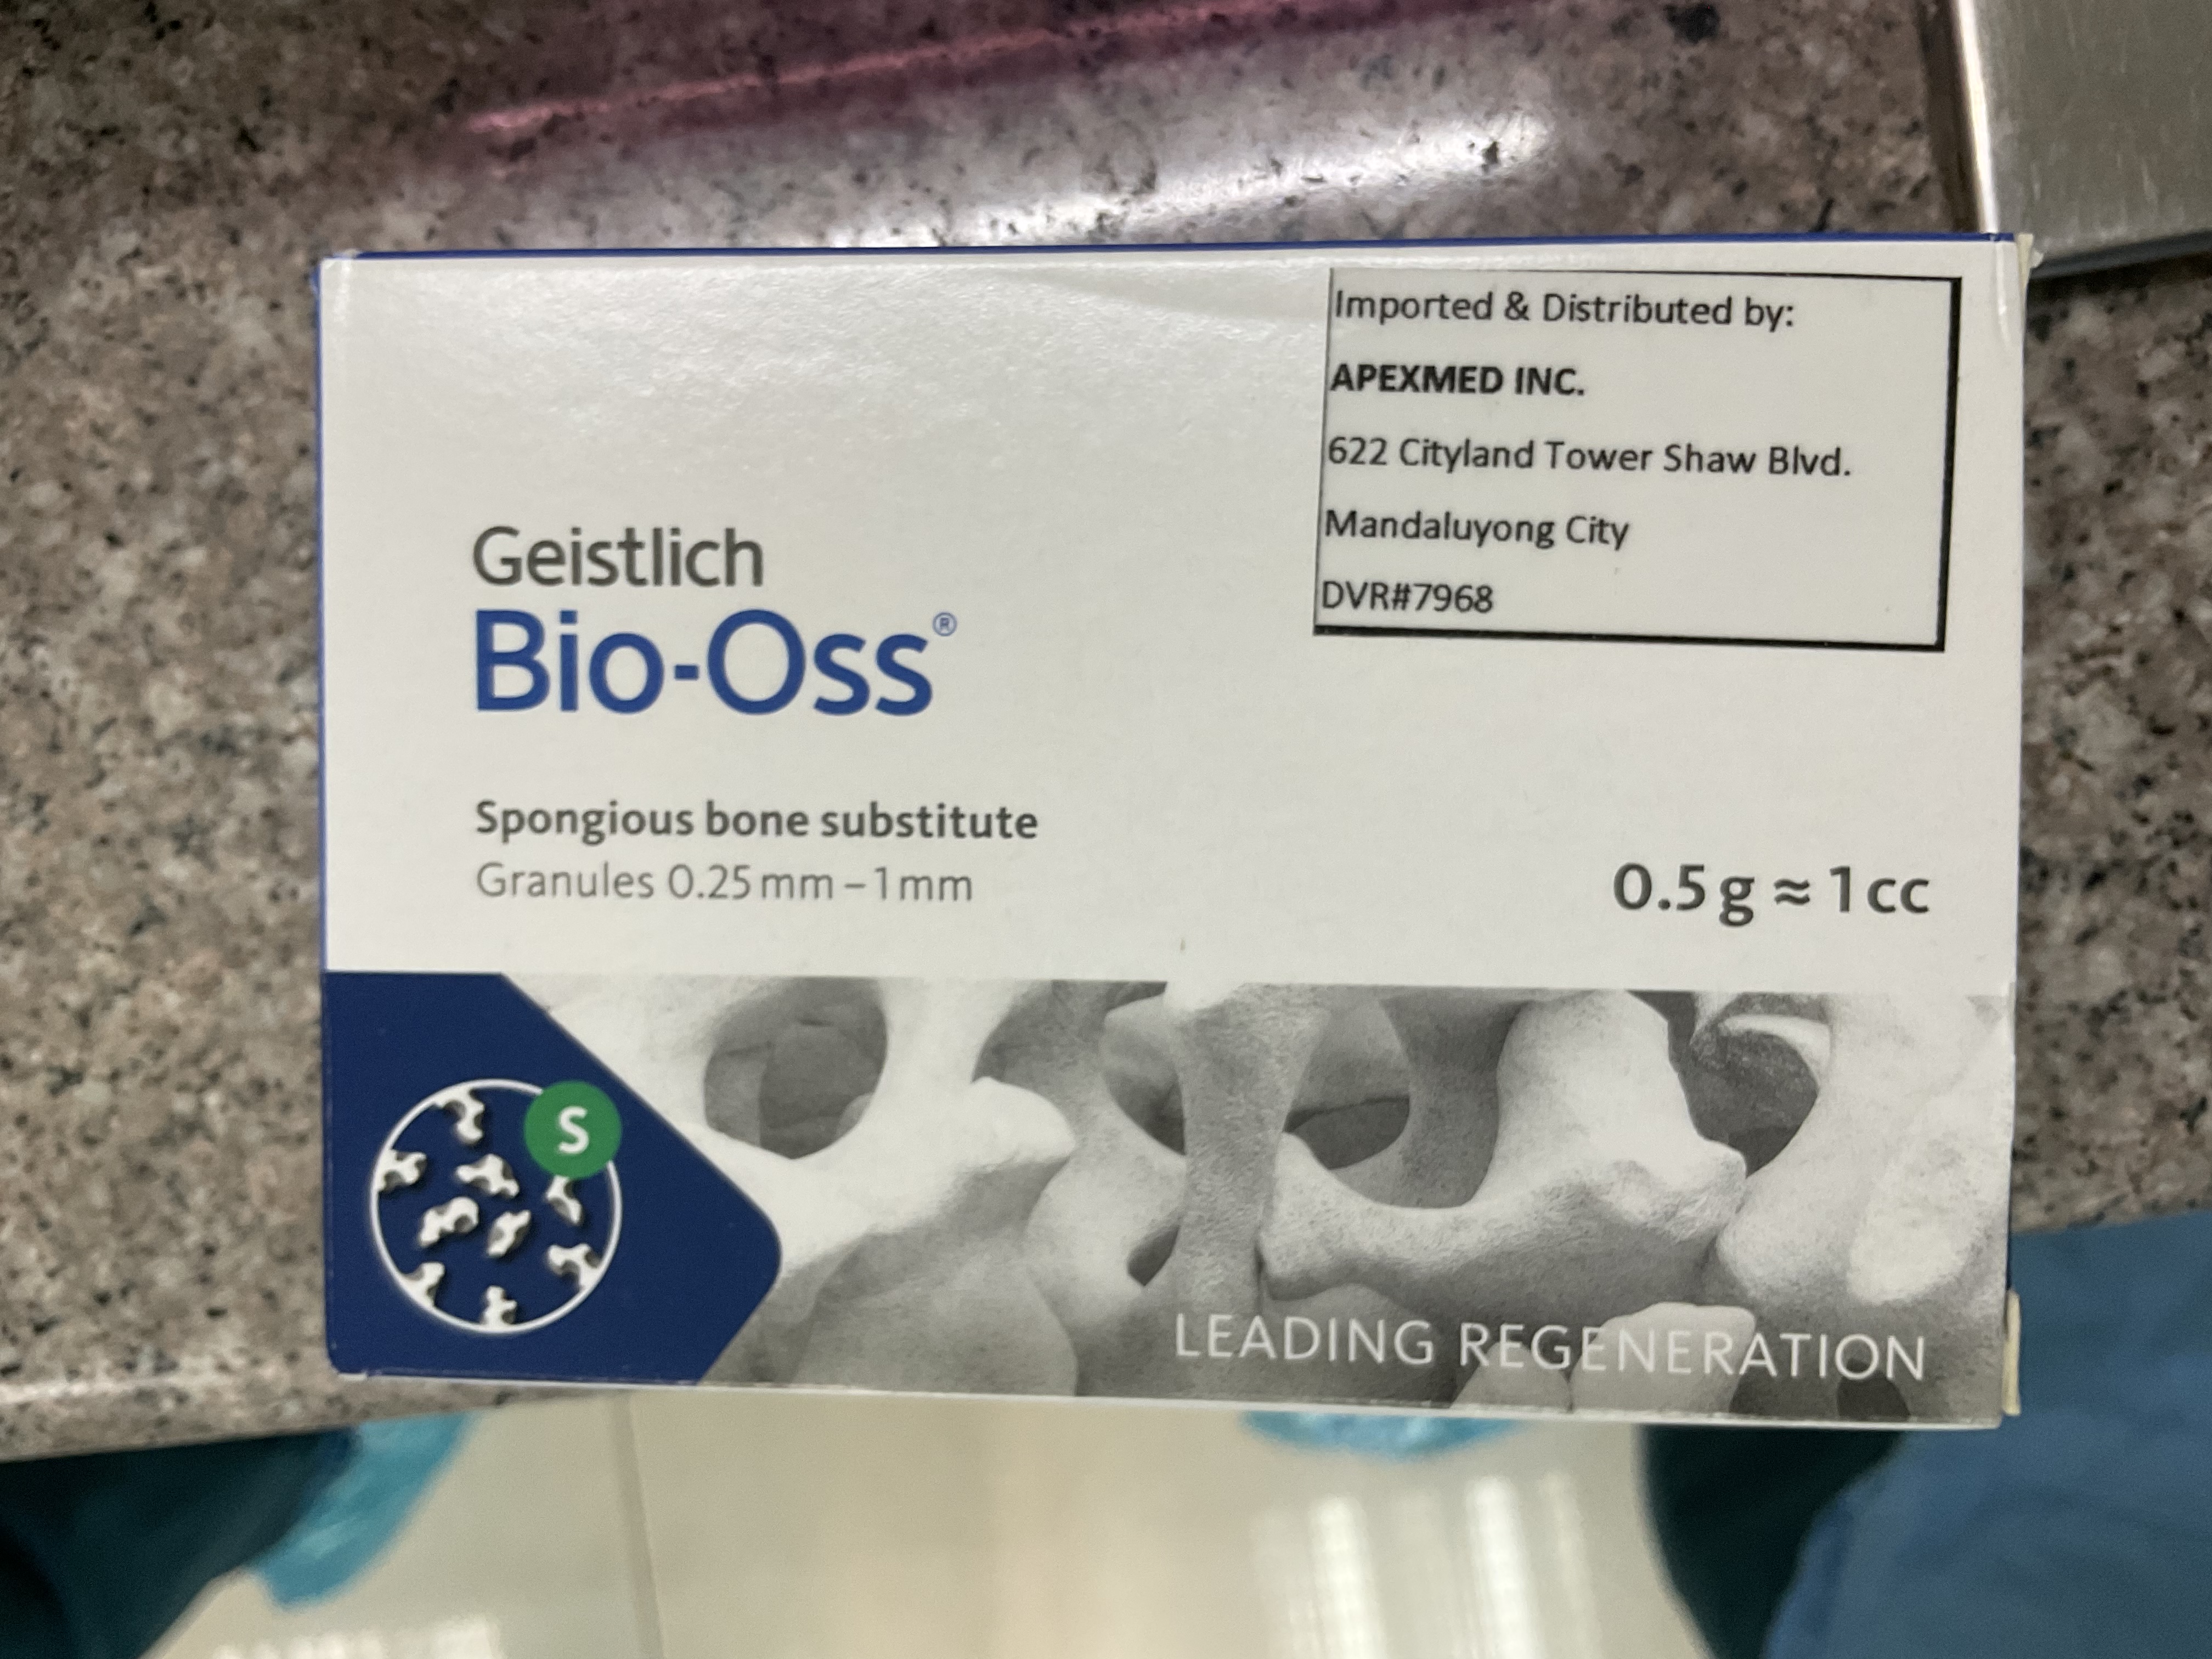 Imported & Distributed by:
APEXMED INC.
622 Cityland Tower Shaw Blvd.
Mandaluyong City
DVR#7968
Geistlich
Bio-Oss®
Spongious bone substitute
Granules 0.25 mm – 1 mm
0.5 g ≈ 1 cc
S
LEADING REGENERATION